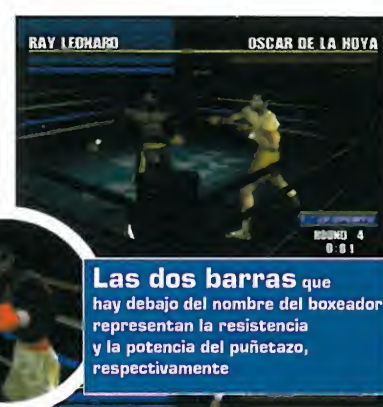 RAY LEONARD
OSCAR DE LA HOYA
ROUND 4
0:01
Las dos barras que
hay debajo del nombre del boxeador
representan la resistencia
y la potencia del puñetazo,
respectivamente